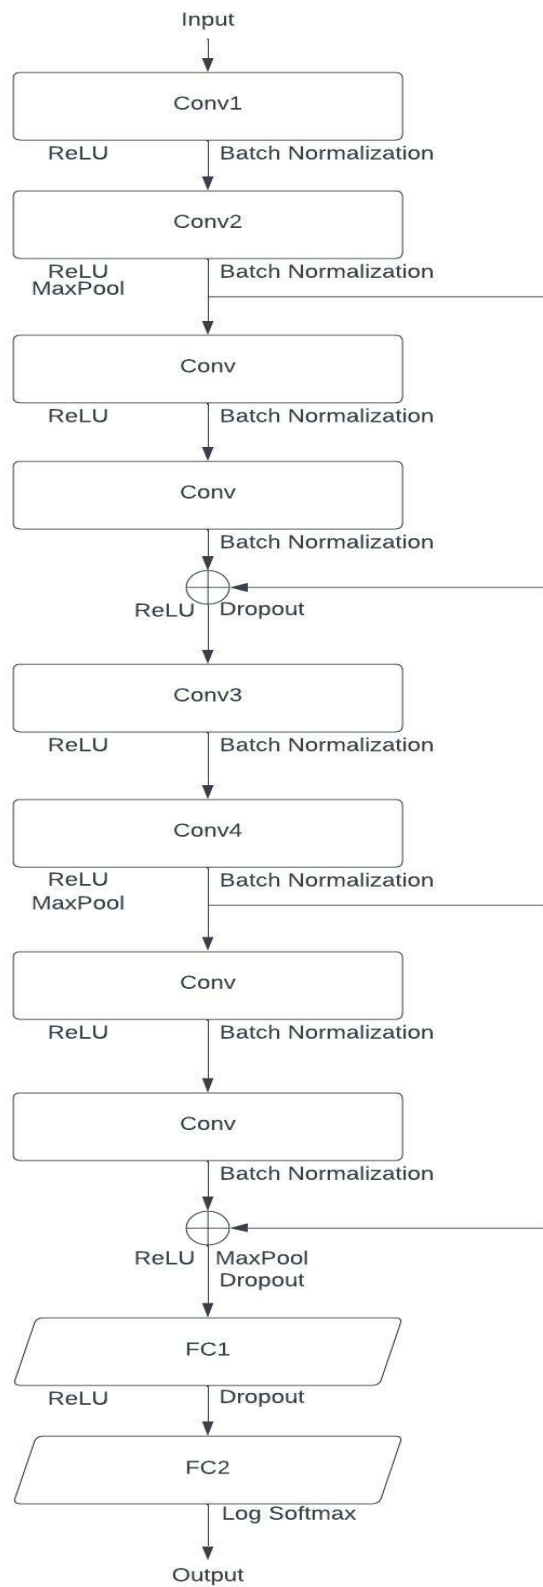 Input
Conv1
ReLU Batch Normalization
Conv2
ReLU Batch Normalization
MaxPool
Conv
ReLU Batch Normalization
Conv
Batch Normalization
ReLU Dropout
Conv3
ReLU Batch Normalization
Conv4
ReLU Batch Normalization
MaxPool
Conv
ReLU Batch Normalization
Conv
Batch Normalization
ReLU MaxPool
Dropout
FC1
ReLU Dropout
FC2
Log Softmax
Output